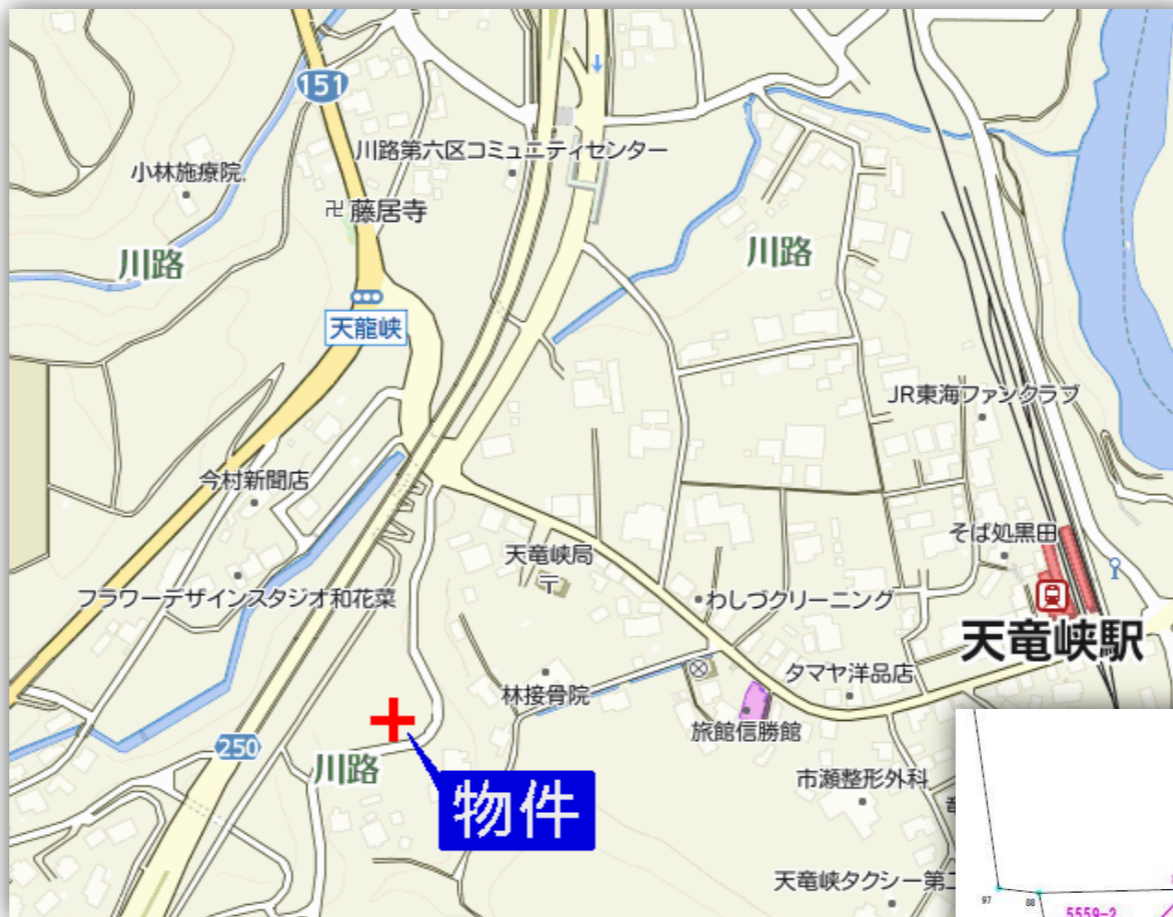 151
小林施療院
川路第六区コミュニティセンター
卍 藤居寺
川路
川路
天龍峡
JR東海ファンクラブ
今村新聞店
そば処黒田
天竜峡局
〒
フラワーデザインスタジオ和花菜
わしづクリーニング
天竜峡駅
林接骨院
タマヤ洋品店
旅館信勝館
250
川路
物件
市瀬整形外科
天竜峡タクシー第
97
88
5559-2